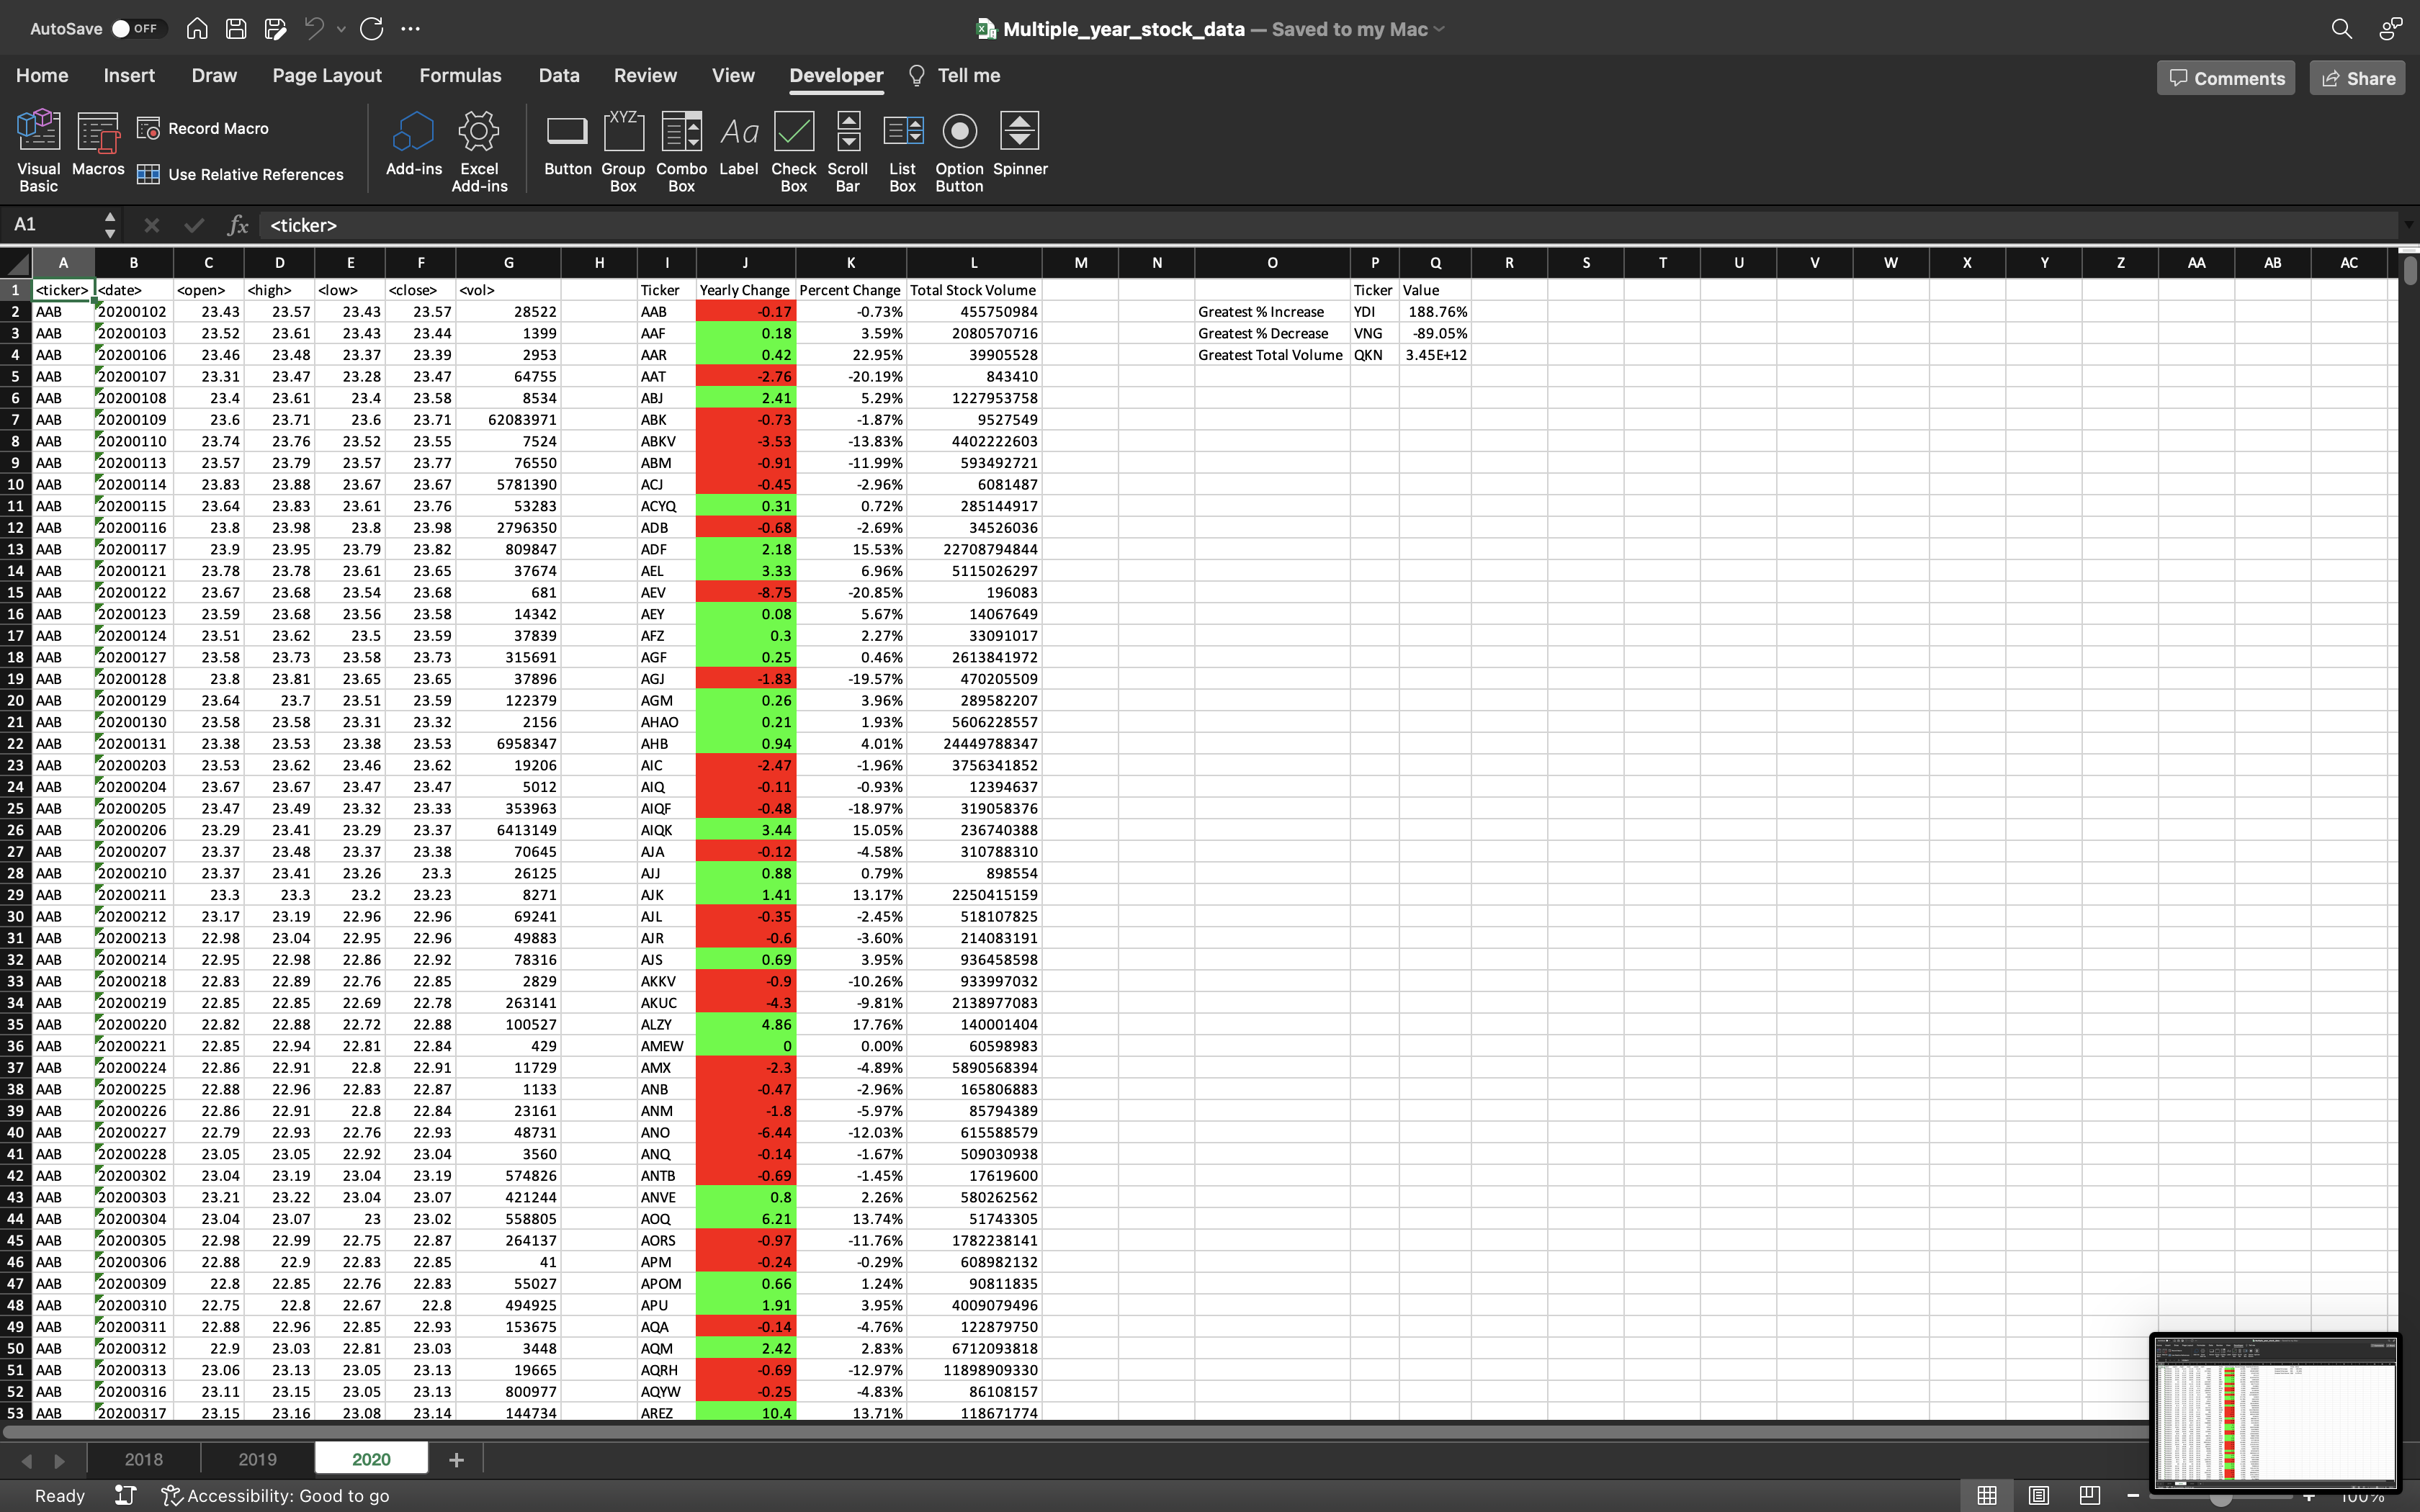 AutoSave OFF Multiple_year_stock_data — Saved to my Mac
Home Insert Draw Page Layout Formulas Data Review View Developer Tell me Comments Share
Visual Basic Macros Record Macro Use Relative References Add-ins Excel Add-ins Button Group Box Combo Box Label Check Box Scroll Bar List Box Option Button Spinner
A1 fx <ticker>
A B C D E F G H I J K L M N O P Q R S T U V W X Y Z AA AB AC
1 <ticker> <date> <open> <high> <low> <close> <vol> Ticker Yearly Change Percent Change Total Stock Volume Ticker Value
2 AAB 20200102 23.43 23.57 23.43 23.57 28522 AAB -0.17 -0.73% 455750984 Greatest % Increase YDI 188.76%
3 AAB 20200103 23.52 23.61 23.43 23.44 1399 AAF 0.18 3.59% 2080570716 Greatest % Decrease VNG -89.05%
4 AAB 20200106 23.46 23.48 23.37 23.39 2953 AAR 0.42 22.95% 39905528 Greatest Total Volume QKN 3.45E+12
5 AAB 20200107 23.31 23.47 23.28 23.47 64755 AAT -2.76 -20.19% 843410
6 AAB 20200108 23.4 23.61 23.4 23.58 8534 ABJ 2.41 5.29% 1227953758
7 AAB 20200109 23.6 23.71 23.6 23.71 62083971 ABK -0.73 -1.87% 9527549
8 AAB 20200110 23.74 23.76 23.52 23.55 7524 ABKV -3.53 -13.83% 4402222603
9 AAB 20200113 23.57 23.79 23.57 23.77 76550 ABM -0.91 -11.99% 593492721
10 AAB 20200114 23.83 23.88 23.67 23.67 5781390 ACJ -0.45 -2.96% 6081487
11 AAB 20200115 23.64 23.83 23.61 23.76 53283 ACYQ 0.31 0.72% 285144917
12 AAB 20200116 23.8 23.98 23.8 23.98 2796350 ADB -0.68 -2.69% 34526036
13 AAB 20200117 23.9 23.95 23.79 23.82 809847 ADF 2.18 15.53% 22708794844
14 AAB 20200121 23.78 23.78 23.61 23.65 37674 AEL 3.33 6.96% 5115026297
15 AAB 20200122 23.67 23.68 23.54 23.68 681 AEV -8.75 -20.85% 196083
16 AAB 20200123 23.59 23.68 23.56 23.58 14342 AEY 0.08 5.67% 14067649
17 AAB 20200124 23.51 23.62 23.5 23.59 37839 AFZ 0.3 2.27% 33091017
18 AAB 20200127 23.58 23.73 23.58 23.73 315691 AGF 0.25 0.46% 2613841972
19 AAB 20200128 23.8 23.81 23.65 23.65 37896 AGJ -1.83 -19.57% 470205509
20 AAB 20200129 23.64 23.7 23.51 23.59 122379 AGM 0.26 3.96% 289582207
21 AAB 20200130 23.58 23.58 23.31 23.32 2156 AHAO 0.21 1.93% 5606228557
22 AAB 20200131 23.38 23.53 23.38 23.53 6958347 AHB 0.94 4.01% 24449788347
23 AAB 20200203 23.53 23.62 23.46 23.62 19206 AIC -2.47 -1.96% 3756341852
24 AAB 20200204 23.67 23.67 23.47 23.47 5012 AIQ -0.11 -0.93% 12394637
25 AAB 20200205 23.47 23.49 23.32 23.33 353963 AIQF -0.48 -18.97% 319058376
26 AAB 20200206 23.29 23.41 23.29 23.37 6413149 AIQK 3.44 15.05% 236740388
27 AAB 20200207 23.37 23.48 23.37 23.38 70645 AJA -0.12 -4.58% 310788310
28 AAB 20200210 23.37 23.41 23.26 23.3 26125 AJJ 0.88 0.79% 898554
29 AAB 20200211 23.3 23.3 23.2 23.23 8271 AJK 1.41 13.17% 2250415159
30 AAB 20200212 23.17 23.19 22.96 22.96 69241 AJL -0.35 -2.45% 518107825
31 AAB 20200213 22.98 23.04 22.95 22.96 49883 AJR -0.6 -3.60% 214083191
32 AAB 20200214 22.95 22.98 22.86 22.92 78316 AJS 0.69 3.95% 936458598
33 AAB 20200218 22.83 22.89 22.76 22.85 2829 AKKV -0.9 -10.26% 933997032
34 AAB 20200219 22.85 22.85 22.69 22.78 263141 AKUC -4.3 -9.81% 2138977083
35 AAB 20200220 22.82 22.88 22.72 22.88 100527 ALZY 4.86 17.76% 140001404
36 AAB 20200221 22.85 22.94 22.81 22.84 429 AMEW 0 0.00% 60598983
37 AAB 20200224 22.86 22.91 22.8 22.91 11729 AMX -2.3 -4.89% 5890568394
38 AAB 20200225 22.88 22.96 22.83 22.87 1133 ANB -0.47 -2.96% 165806883
39 AAB 20200226 22.86 22.91 22.8 22.84 23161 ANM -1.8 -5.97% 85794389
40 AAB 20200227 22.79 22.93 22.76 22.93 48731 ANO -6.44 -12.03% 615588579
41 AAB 20200228 23.05 23.05 22.92 23.04 3560 ANQ -0.14 -1.67% 509030938
42 AAB 20200302 23.04 23.19 23.04 23.19 574826 ANTB -0.69 -1.45% 17619600
43 AAB 20200303 23.21 23.22 23.04 23.07 421244 ANVE 0.8 2.26% 580262562
44 AAB 20200304 23.04 23.07 23 23.02 558805 AOQ 6.21 13.74% 51743305
45 AAB 20200305 22.98 22.99 22.75 22.87 264137 AORS -0.97 -11.76% 1782238141
46 AAB 20200306 22.88 22.9 22.83 22.85 41 APM -0.24 -0.29% 608982132
47 AAB 20200309 22.8 22.85 22.76 22.83 55027 APOM 0.66 1.24% 90811835
48 AAB 20200310 22.75 22.8 22.67 22.8 494925 APU 1.91 3.95% 4009079496
49 AAB 20200311 22.88 22.96 22.85 22.93 153675 AQA -0.14 -4.76% 122879750
50 AAB 20200312 22.9 23.03 22.81 23.03 3448 AQM 2.42 2.83% 6712093818
51 AAB 20200313 23.06 23.13 23.05 23.13 19665 AQRH -0.69 -12.97% 11898909330
52 AAB 20200316 23.11 23.15 23.05 23.13 800977 AQYW -0.25 -4.83% 86108157
53 AAB 20200317 23.15 23.16 23.08 23.14 144734 AREZ 10.4 13.71% 118671774
2018 2019 2020
Ready Accessibility: Good to go 100%